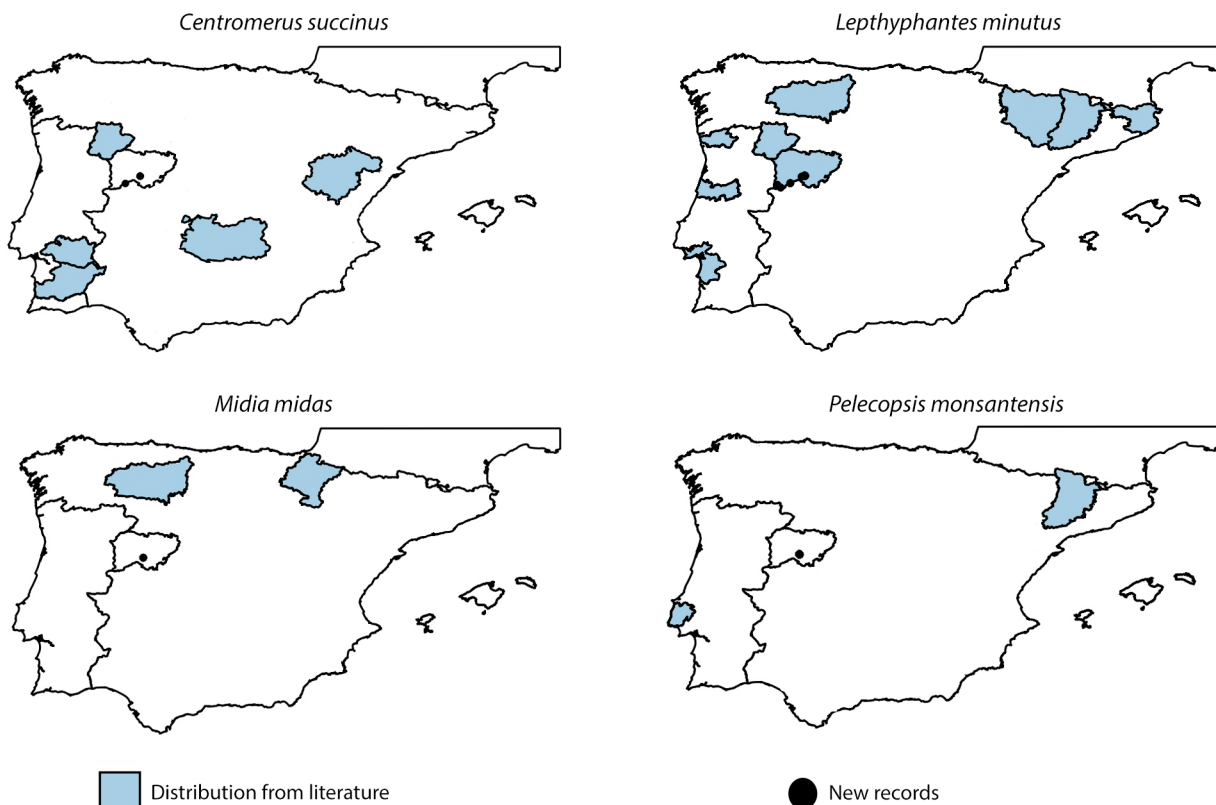 Centromerus succinus
Lepthyphantes minutus
Midia midas
Pelecopsis monsantensis
Distribution from literature
New records